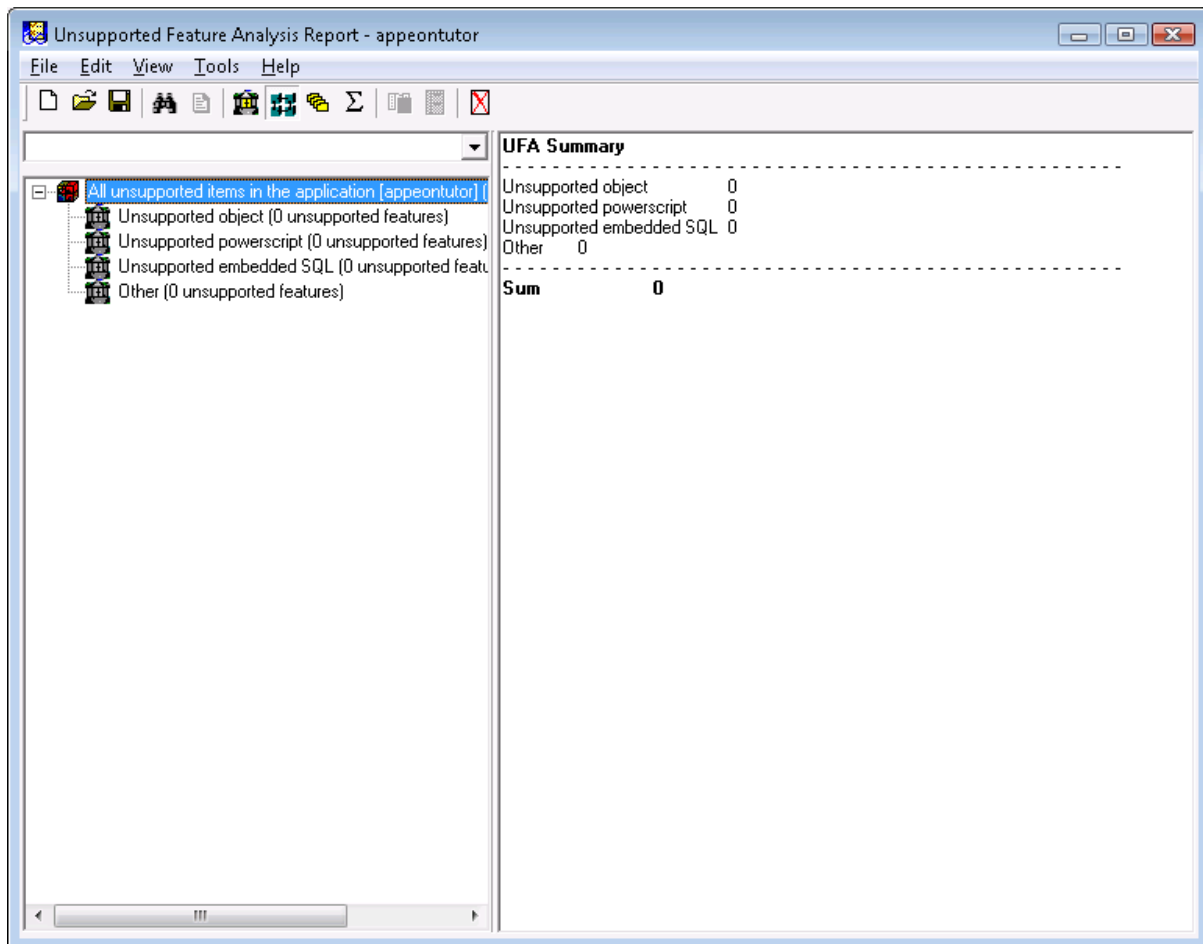 Unsupported Feature Analysis Report - appeontutor
File Edit View Tools Help
All unsupported items in the application [appeontutor] (
Unsupported object (0 unsupported features)
Unsupported powerscript (0 unsupported features)
Unsupported embedded SQL (0 unsupported featu
Other (0 unsupported features)
UFA Summary
- - - - - - - - - - - - - - - - - - - - - - - - - - - - - - - - - - - - - - - - - - - - - - - - - - - - - - - - - - -
Unsupported object 0
Unsupported powerscript 0
Unsupported embedded SQL 0
Other 0
- - - - - - - - - - - - - - - - - - - - - - - - - - - - - - - - - - - - - - - - - - - - - - - - - - - - - - - - - - -
Sum 0